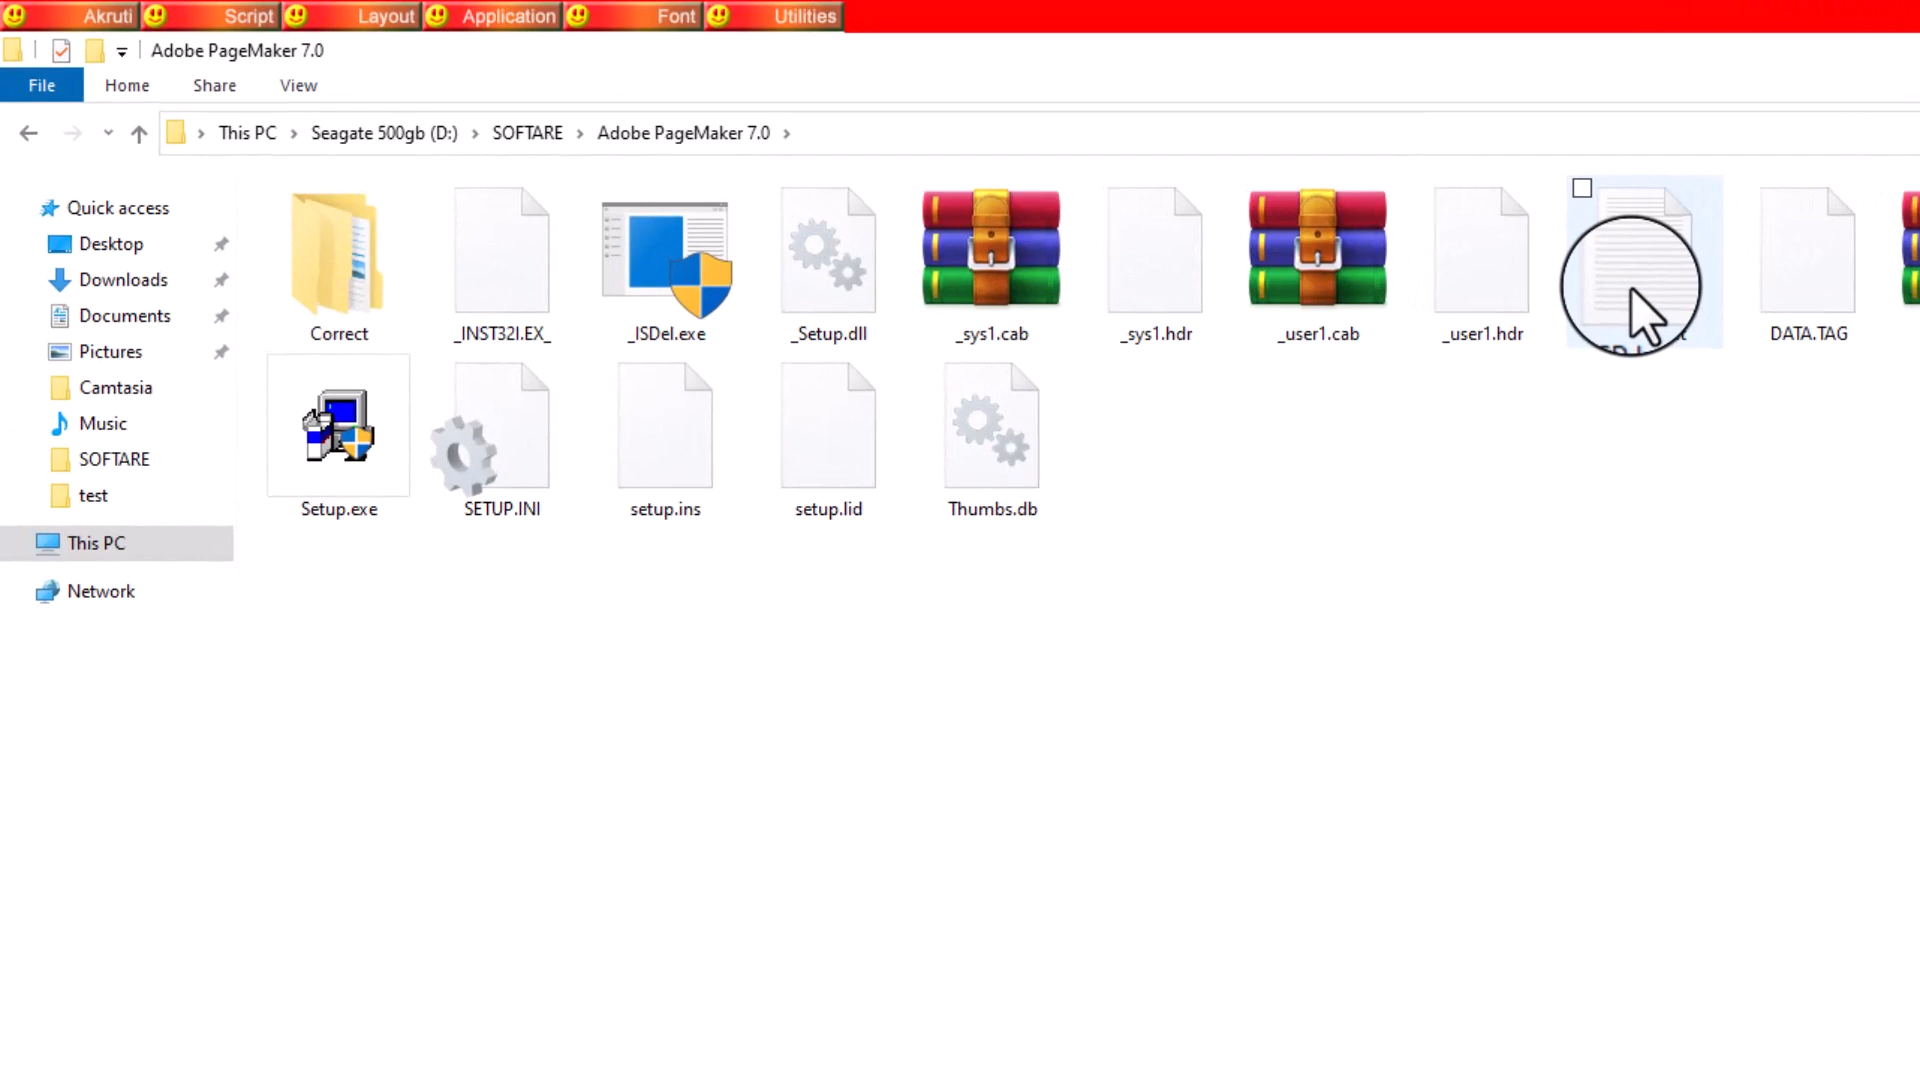 Akruti Script Layout Application Font Utilities
Adobe PageMaker 7.0
File Home Share View
This PC Seagate 500gb (D:) SOFTARE Adobe PageMaker 7.0
Quick access
Desktop
Downloads
Documents
Pictures
Camtasia
Music
SOFTARE
test
This PC
Network
Correct _INST32I.EX_ _ISDel.exe _Setup.dll _sys1.cab _sys1.hdr _user1.cab _user1.hdr DATA.TAG
Setup.exe SETUP.INI setup.ins setup.lid Thumbs.db